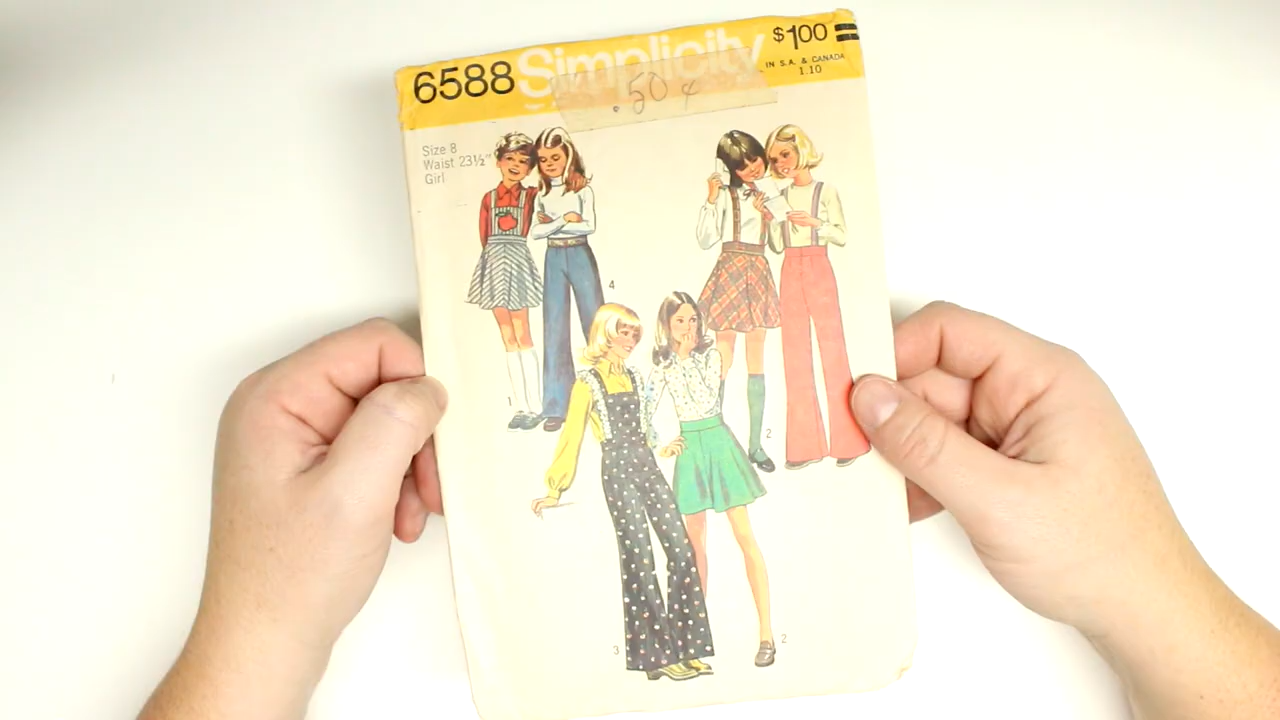 6588 Simplicity $1.00
IN S.A. & CANADA
1.10
.50¢
Size 8
Waist 23½"
Girl
4
1
2
3
2